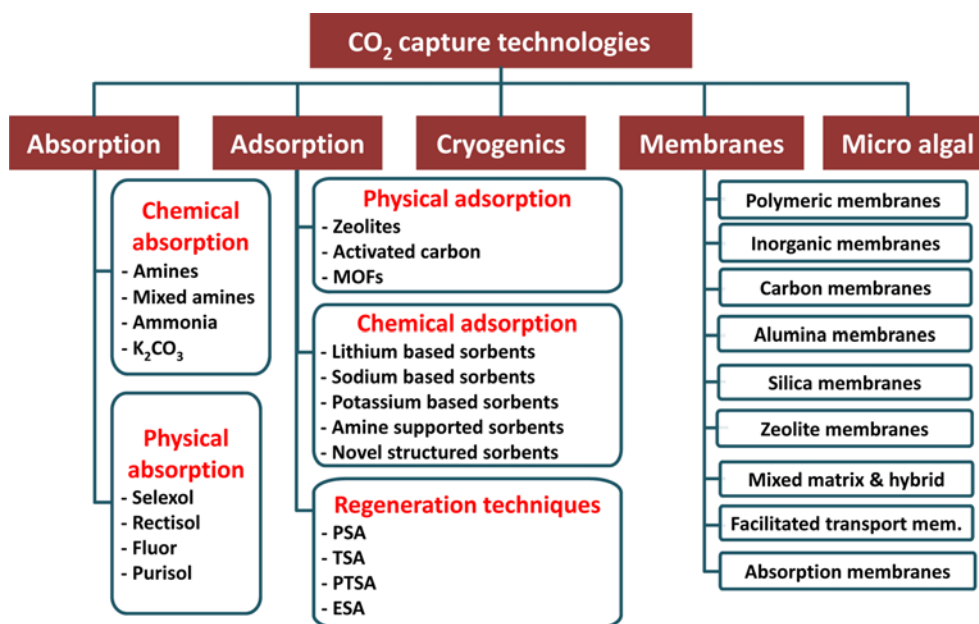 CO₂ capture technologies
Absorption
Adsorption
Cryogenics
Membranes
Micro algal
Chemical
absorption
- Amines
- Mixed amines
- Ammonia
- K₂CO₃
Physical
absorption
- Selexol
- Rectisol
- Fluor
- Purisol
Physical adsorption
- Zeolites
- Activated carbon
- MOFs
Chemical adsorption
- Lithium based sorbents
- Sodium based sorbents
- Potassium based sorbents
- Amine supported sorbents
- Novel structured sorbents
Regeneration techniques
- PSA
- TSA
- PTSA
- ESA
Polymeric membranes
Inorganic membranes
Carbon membranes
Alumina membranes
Silica membranes
Zeolite membranes
Mixed matrix & hybrid
Facilitated transport mem.
Absorption membranes